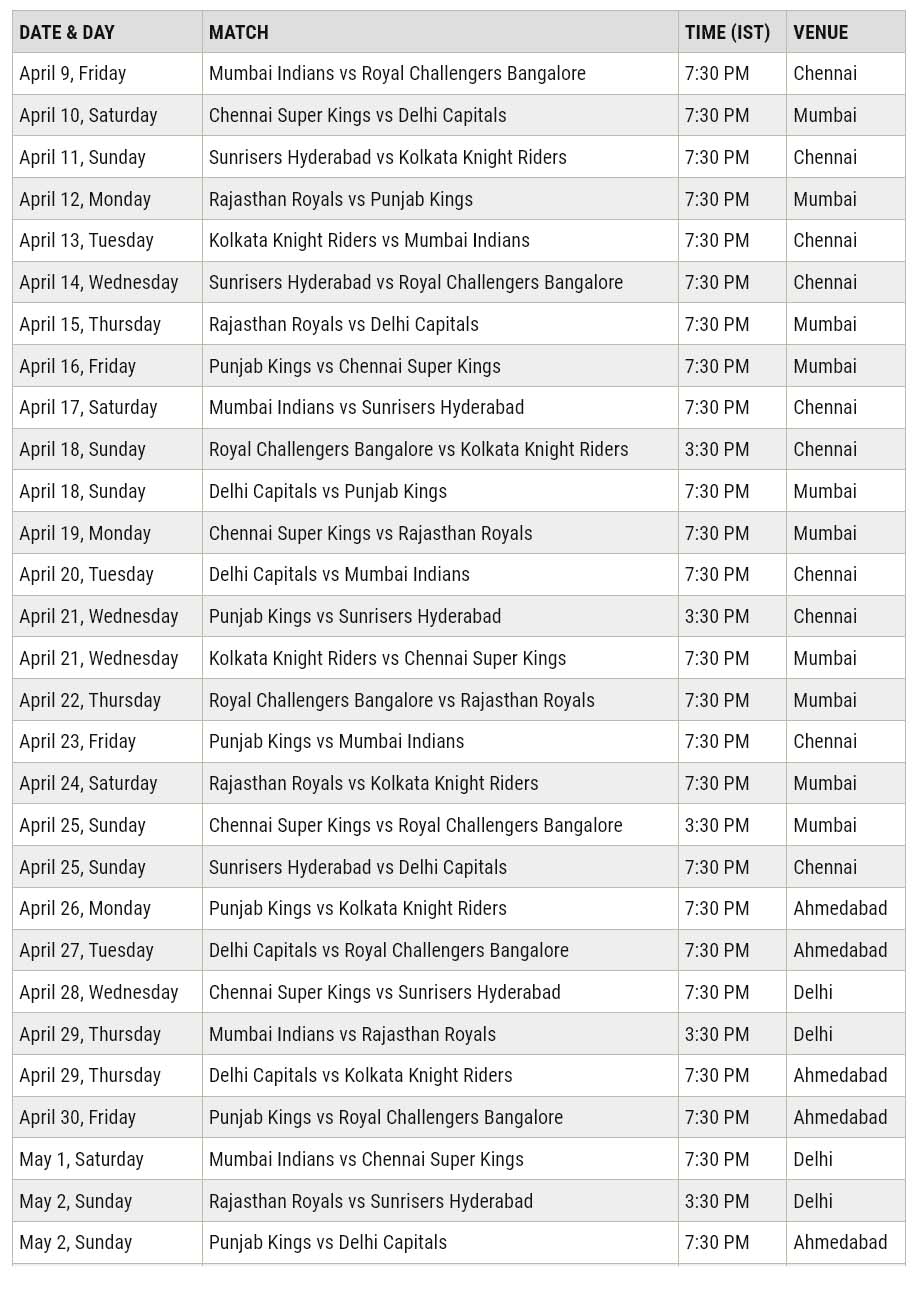 DATE & DAY MATCH TIME (IST) VENUE
April 9, Friday Mumbai Indians vs Royal Challengers Bangalore 7:30 PM Chennai
April 10, Saturday Chennai Super Kings vs Delhi Capitals 7:30 PM Mumbai
April 11, Sunday Sunrisers Hyderabad vs Kolkata Knight Riders 7:30 PM Chennai
April 12, Monday Rajasthan Royals vs Punjab Kings 7:30 PM Mumbai
April 13, Tuesday Kolkata Knight Riders vs Mumbai Indians 7:30 PM Chennai
April 14, Wednesday Sunrisers Hyderabad vs Royal Challengers Bangalore 7:30 PM Chennai
April 15, Thursday Rajasthan Royals vs Delhi Capitals 7:30 PM Mumbai
April 16, Friday Punjab Kings vs Chennai Super Kings 7:30 PM Mumbai
April 17, Saturday Mumbai Indians vs Sunrisers Hyderabad 7:30 PM Chennai
April 18, Sunday Royal Challengers Bangalore vs Kolkata Knight Riders 3:30 PM Chennai
April 18, Sunday Delhi Capitals vs Punjab Kings 7:30 PM Mumbai
April 19, Monday Chennai Super Kings vs Rajasthan Royals 7:30 PM Mumbai
April 20, Tuesday Delhi Capitals vs Mumbai Indians 7:30 PM Chennai
April 21, Wednesday Punjab Kings vs Sunrisers Hyderabad 3:30 PM Chennai
April 21, Wednesday Kolkata Knight Riders vs Chennai Super Kings 7:30 PM Mumbai
April 22, Thursday Royal Challengers Bangalore vs Rajasthan Royals 7:30 PM Mumbai
April 23, Friday Punjab Kings vs Mumbai Indians 7:30 PM Chennai
April 24, Saturday Rajasthan Royals vs Kolkata Knight Riders 7:30 PM Mumbai
April 25, Sunday Chennai Super Kings vs Royal Challengers Bangalore 3:30 PM Mumbai
April 25, Sunday Sunrisers Hyderabad vs Delhi Capitals 7:30 PM Chennai
April 26, Monday Punjab Kings vs Kolkata Knight Riders 7:30 PM Ahmedabad
April 27, Tuesday Delhi Capitals vs Royal Challengers Bangalore 7:30 PM Ahmedabad
April 28, Wednesday Chennai Super Kings vs Sunrisers Hyderabad 7:30 PM Delhi
April 29, Thursday Mumbai Indians vs Rajasthan Royals 3:30 PM Delhi
April 29, Thursday Delhi Capitals vs Kolkata Knight Riders 7:30 PM Ahmedabad
April 30, Friday Punjab Kings vs Royal Challengers Bangalore 7:30 PM Ahmedabad
May 1, Saturday Mumbai Indians vs Chennai Super Kings 7:30 PM Delhi
May 2, Sunday Rajasthan Royals vs Sunrisers Hyderabad 3:30 PM Delhi
May 2, Sunday Punjab Kings vs Delhi Capitals 7:30 PM Ahmedabad